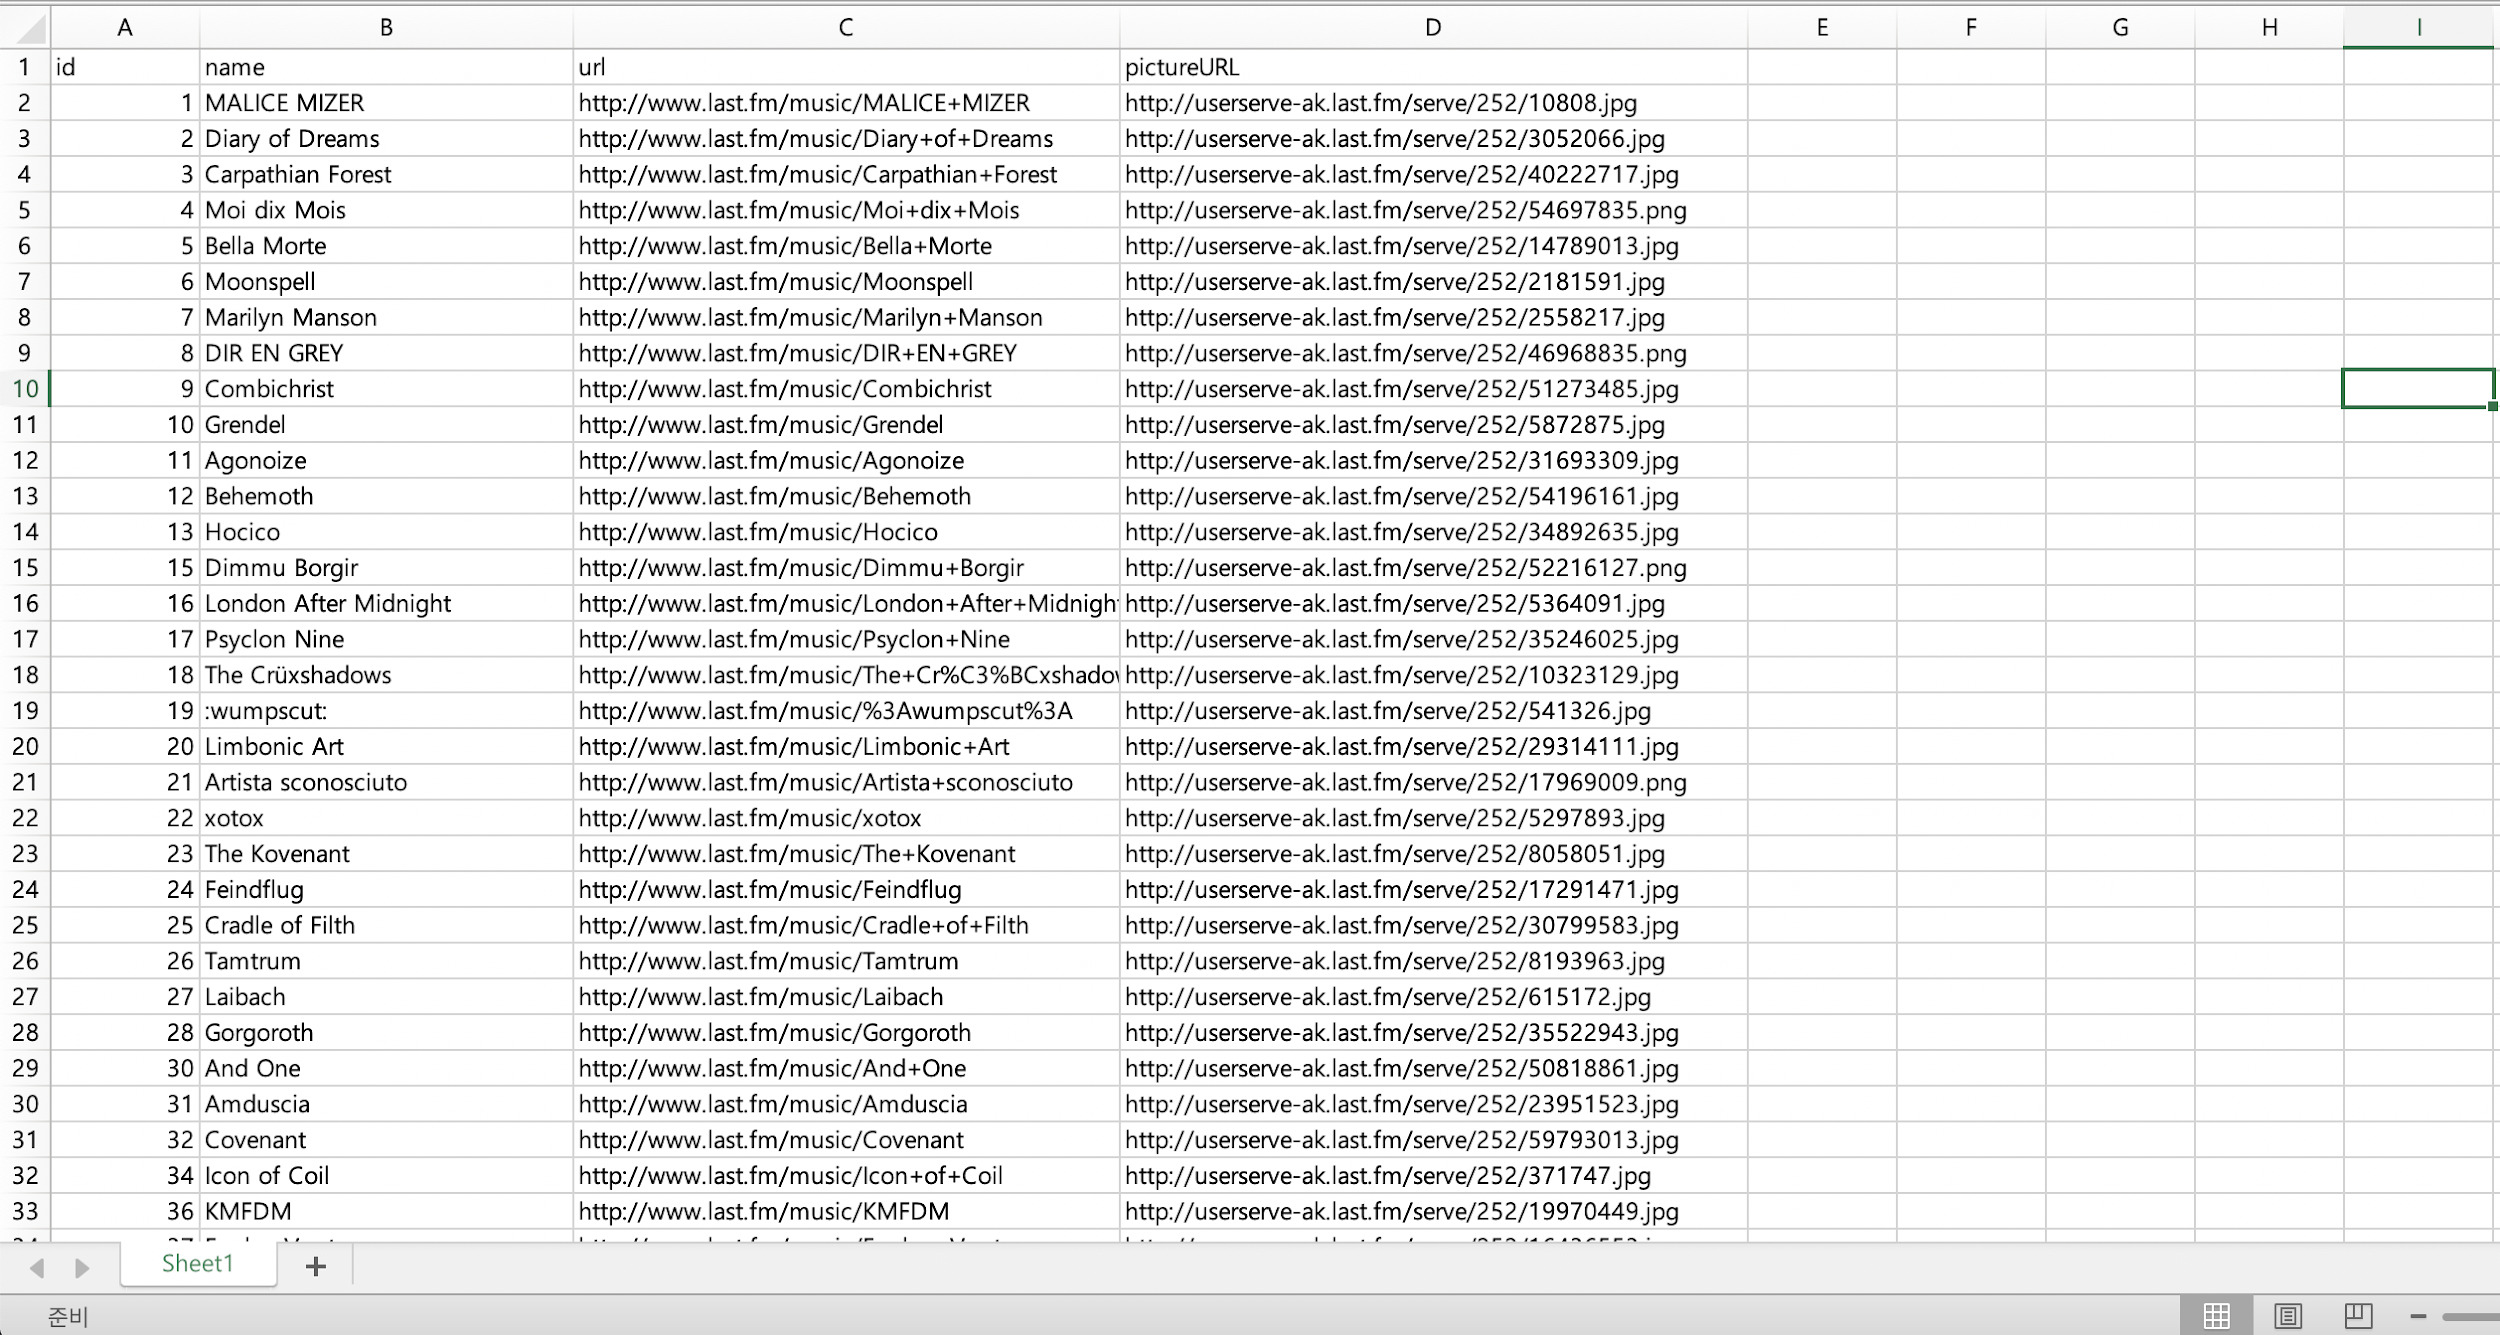 A B C D E F G H I
1 id name url pictureURL
2 1 MALICE MIZER http://www.last.fm/music/MALICE+MIZER http://userserve-ak.last.fm/serve/252/10808.jpg
3 2 Diary of Dreams http://www.last.fm/music/Diary+of+Dreams http://userserve-ak.last.fm/serve/252/3052066.jpg
4 3 Carpathian Forest http://www.last.fm/music/Carpathian+Forest http://userserve-ak.last.fm/serve/252/40222717.jpg
5 4 Moi dix Mois http://www.last.fm/music/Moi+dix+Mois http://userserve-ak.last.fm/serve/252/54697835.png
6 5 Bella Morte http://www.last.fm/music/Bella+Morte http://userserve-ak.last.fm/serve/252/14789013.jpg
7 6 Moonspell http://www.last.fm/music/Moonspell http://userserve-ak.last.fm/serve/252/2181591.jpg
8 7 Marilyn Manson http://www.last.fm/music/Marilyn+Manson http://userserve-ak.last.fm/serve/252/2558217.jpg
9 8 DIR EN GREY http://www.last.fm/music/DIR+EN+GREY http://userserve-ak.last.fm/serve/252/46968835.png
10 9 Combichrist http://www.last.fm/music/Combichrist http://userserve-ak.last.fm/serve/252/51273485.jpg
11 10 Grendel http://www.last.fm/music/Grendel http://userserve-ak.last.fm/serve/252/5872875.jpg
12 11 Agonoize http://www.last.fm/music/Agonoize http://userserve-ak.last.fm/serve/252/31693309.jpg
13 12 Behemoth http://www.last.fm/music/Behemoth http://userserve-ak.last.fm/serve/252/54196161.jpg
14 13 Hocico http://www.last.fm/music/Hocico http://userserve-ak.last.fm/serve/252/34892635.jpg
15 15 Dimmu Borgir http://www.last.fm/music/Dimmu+Borgir http://userserve-ak.last.fm/serve/252/52216127.png
16 16 London After Midnight http://www.last.fm/music/London+After+Midnigh http://userserve-ak.last.fm/serve/252/5364091.jpg
17 17 Psyclon Nine http://www.last.fm/music/Psyclon+Nine http://userserve-ak.last.fm/serve/252/35246025.jpg
18 18 The Crüxshadows http://www.last.fm/music/The+Cr%C3%BCxshado http://userserve-ak.last.fm/serve/252/10323129.jpg
19 19 :wumpscut: http://www.last.fm/music/%3Awumpscut%3A http://userserve-ak.last.fm/serve/252/541326.jpg
20 20 Limbonic Art http://www.last.fm/music/Limbonic+Art http://userserve-ak.last.fm/serve/252/29314111.jpg
21 21 Artista sconosciuto http://www.last.fm/music/Artista+sconosciuto http://userserve-ak.last.fm/serve/252/17969009.png
22 22 xotox http://www.last.fm/music/xotox http://userserve-ak.last.fm/serve/252/5297893.jpg
23 23 The Kovenant http://www.last.fm/music/The+Kovenant http://userserve-ak.last.fm/serve/252/8058051.jpg
24 24 Feindflug http://www.last.fm/music/Feindflug http://userserve-ak.last.fm/serve/252/17291471.jpg
25 25 Cradle of Filth http://www.last.fm/music/Cradle+of+Filth http://userserve-ak.last.fm/serve/252/30799583.jpg
26 26 Tamtrum http://www.last.fm/music/Tamtrum http://userserve-ak.last.fm/serve/252/8193963.jpg
27 27 Laibach http://www.last.fm/music/Laibach http://userserve-ak.last.fm/serve/252/615172.jpg
28 28 Gorgoroth http://www.last.fm/music/Gorgoroth http://userserve-ak.last.fm/serve/252/35522943.jpg
29 30 And One http://www.last.fm/music/And+One http://userserve-ak.last.fm/serve/252/50818861.jpg
30 31 Amduscia http://www.last.fm/music/Amduscia http://userserve-ak.last.fm/serve/252/23951523.jpg
31 32 Covenant http://www.last.fm/music/Covenant http://userserve-ak.last.fm/serve/252/59793013.jpg
32 34 Icon of Coil http://www.last.fm/music/Icon+of+Coil http://userserve-ak.last.fm/serve/252/371747.jpg
33 36 KMFDM http://www.last.fm/music/KMFDM http://userserve-ak.last.fm/serve/252/19970449.jpg
Sheet1
준비